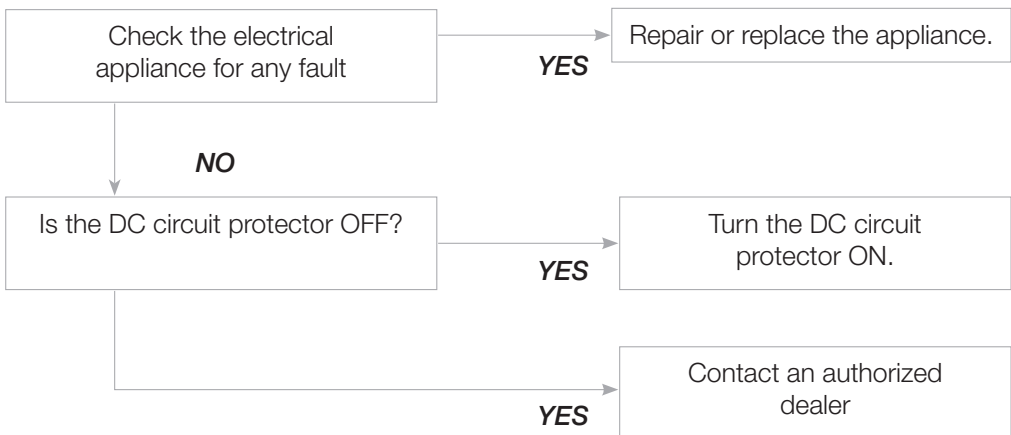 Check the electrical
appliance for any fault
YES
Repair or replace the appliance.
NO
Is the DC circuit protector OFF?
YES
Turn the DC circuit
protector ON.
YES
Contact an authorized
dealer